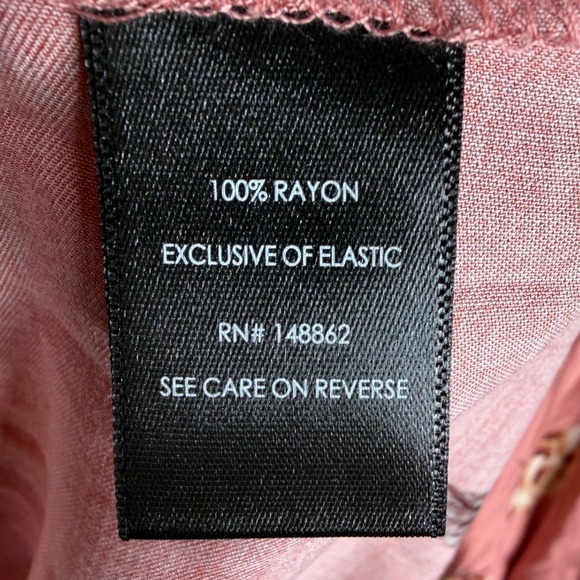 100% RAYON
EXCLUSIVE OF ELASTIC
RN# 148862
SEE CARE ON REVERSE